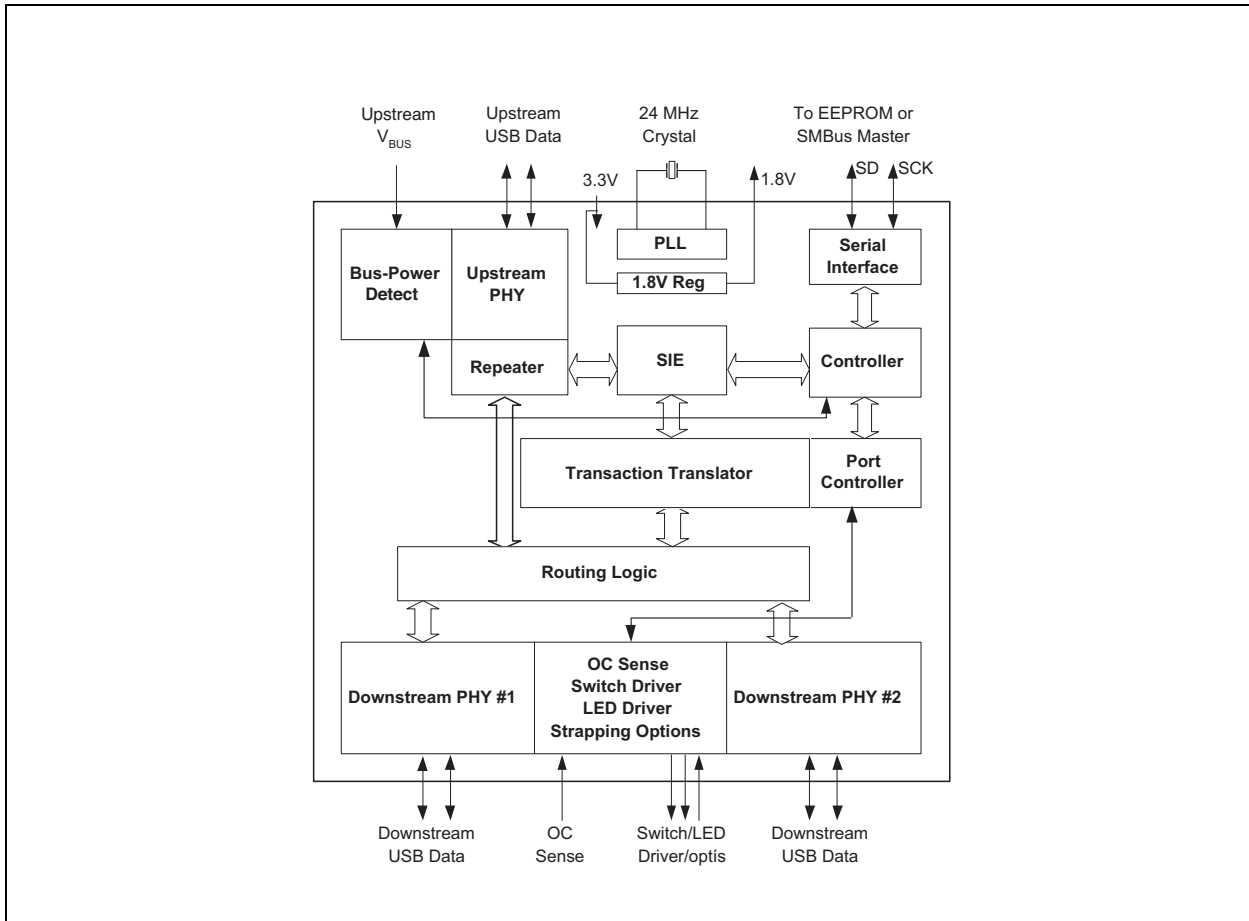 Upstream
VBUS
Upstream
USB Data
24 MHz
Crystal
To EEPROM or
SMBus Master
3.3V
1.8V
SD
SCK
Bus-Power
Detect
Upstream
PHY
PLL
1.8V Reg
Serial
Interface
Repeater
SIE
Controller
Transaction Translator
Port
Controller
Routing Logic
Downstream PHY #1
OC Sense
Switch Driver
LED Driver
Strapping Options
Downstream PHY #2
Downstream
USB Data
OC
Sense
Switch/LED
Driver/optís
Downstream
USB Data